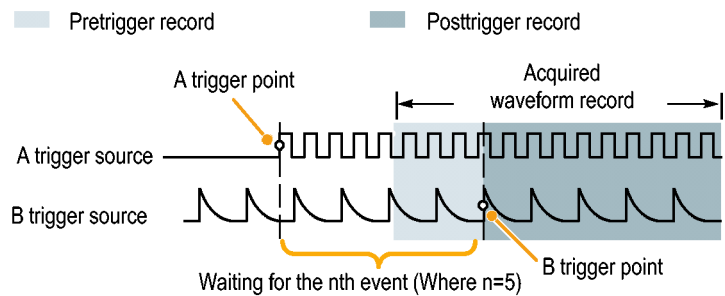 Pretrigger record
Posttrigger record
A trigger point
Acquired
waveform record
A trigger source
B trigger source
B trigger point
Waiting for the nth event (Where n=5)